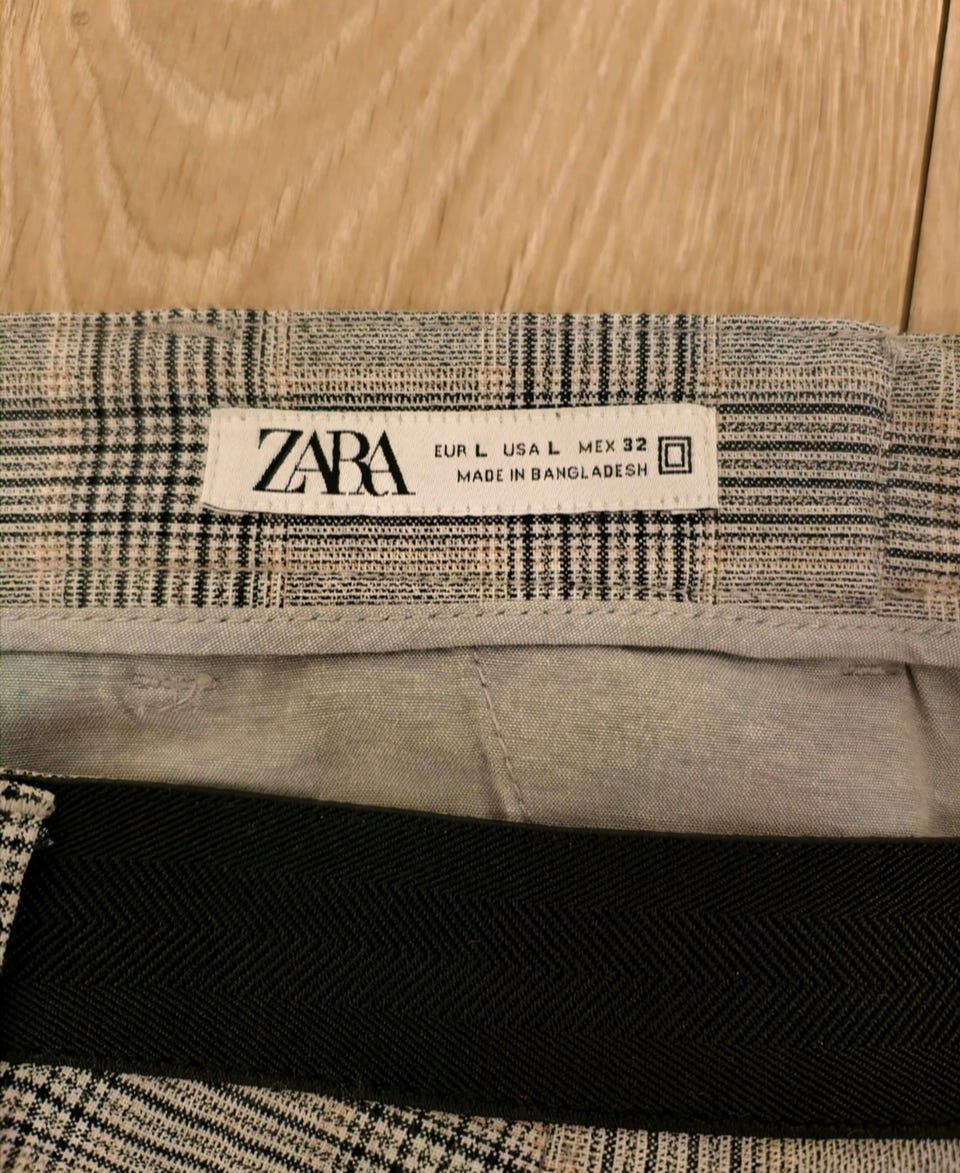 ZARA
EUR L USA L MEX 32
MADE IN BANGLADESH